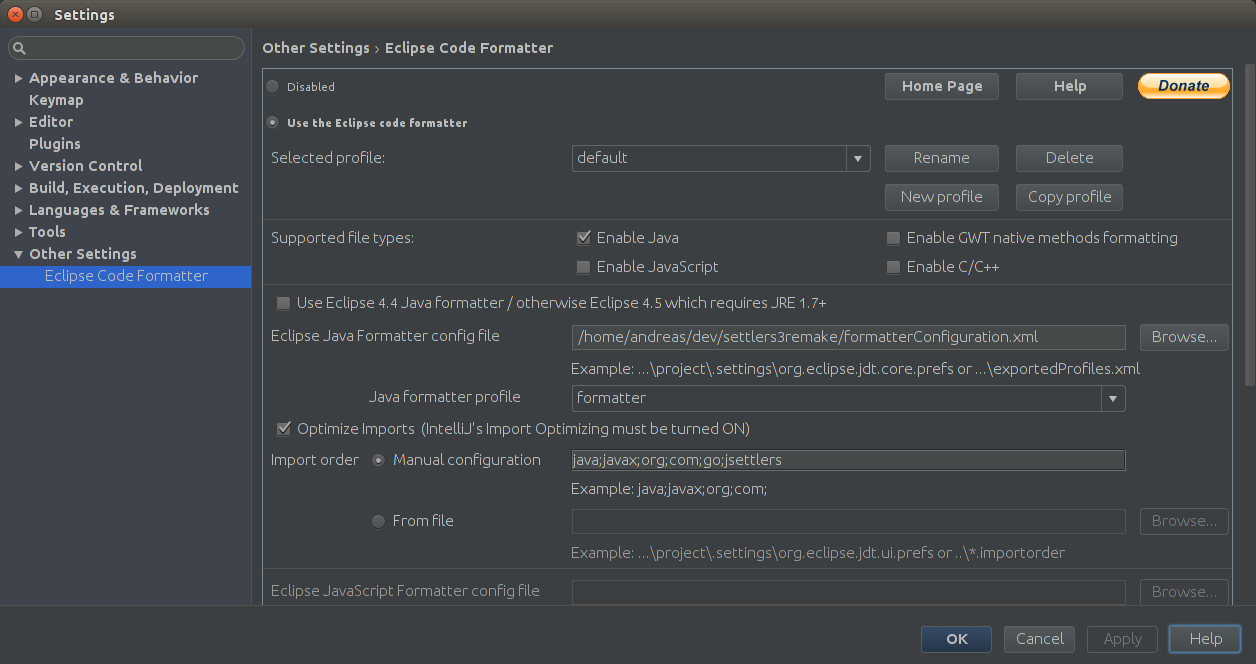 Settings
Other Settings › Eclipse Code Formatter
Appearance & Behavior
Keymap
Editor
Plugins
Version Control
Build, Execution, Deployment
Languages & Frameworks
Tools
Other Settings
Eclipse Code Formatter
Disabled
Home Page
Help
Donate
Use the Eclipse code formatter
Selected profile:
default
Rename
Delete
New profile
Copy profile
Supported file types:
Enable Java
Enable GWT native methods formatting
Enable JavaScript
Enable C/C++
Use Eclipse 4.4 Java formatter / otherwise Eclipse 4.5 which requires JRE 1.7+
Eclipse Java Formatter config file
/home/andreas/dev/settlers3remake/formatterConfiguration.xml
Browse...
Example: ...\project\.settings\org.eclipse.jdt.core.prefs or ...\exportedProfiles.xml
Java formatter profile
formatter
Optimize Imports (IntelliJ's Import Optimizing must be turned ON)
Import order
Manual configuration
java;javax;org;com;go;jsettlers
Example: java;javax;org;com;
From file
Browse...
Example: ...\project\.settings\org.eclipse.jdt.ui.prefs or ..\*.importorder
Eclipse JavaScript Formatter config file
Browse...
OK
Cancel
Apply
Help